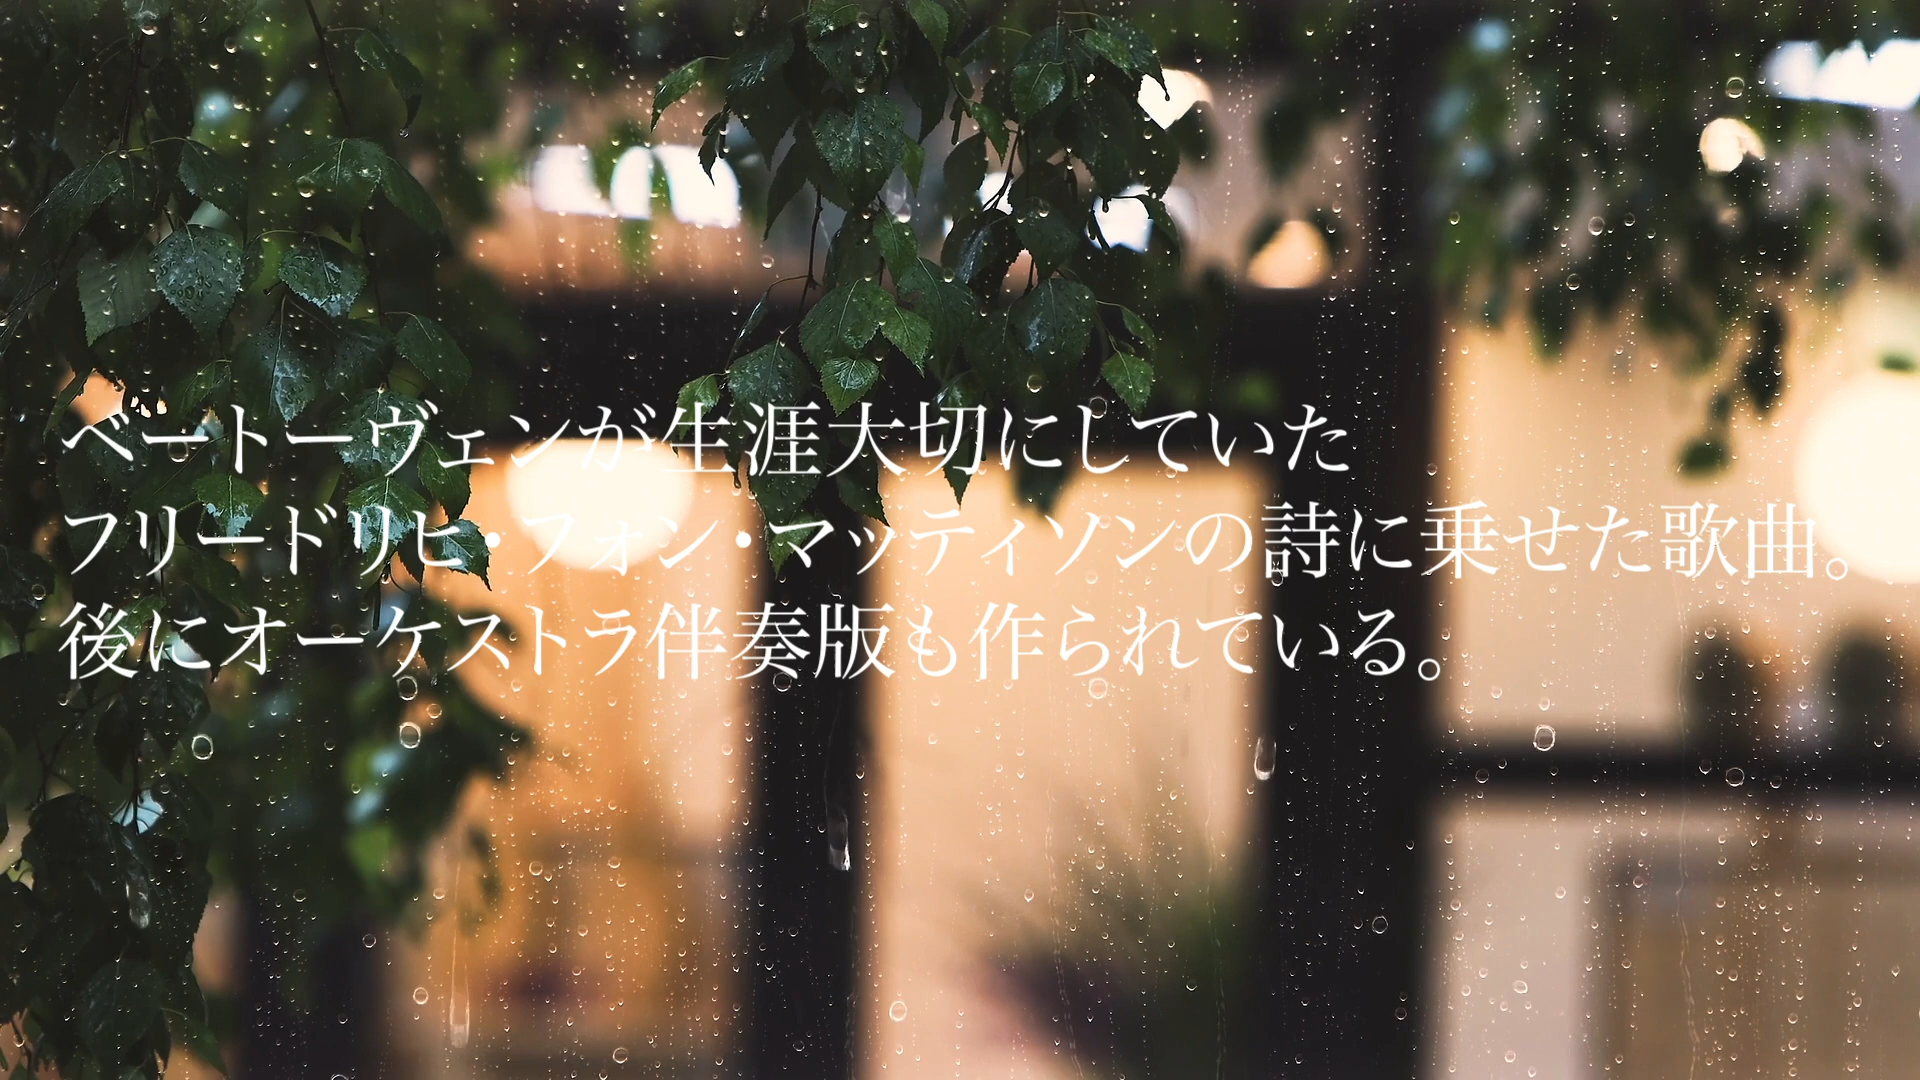 ベートーヴェンが生涯大切にしていた
フリードリヒ・フォン・マッティソンの詩に乗せた歌曲。
後にオーケストラ伴奏版も作られている。